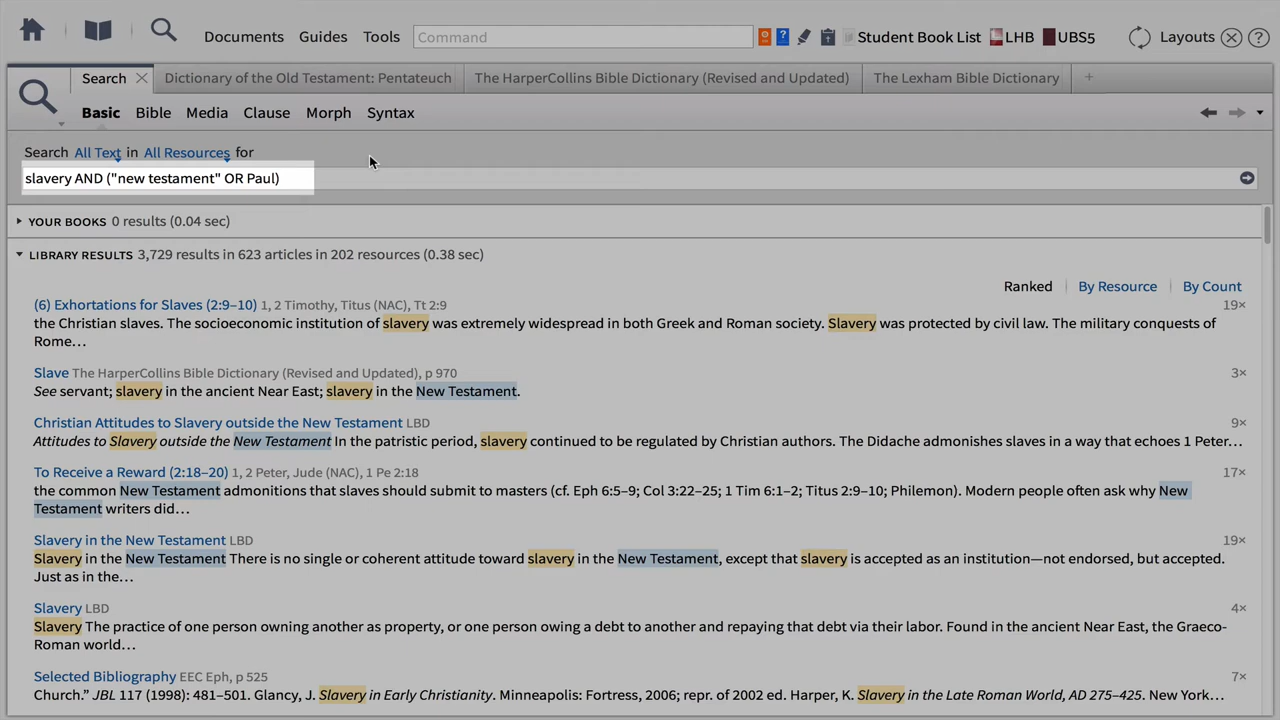 Documents Guides Tools Command Student Book List LHB UBS5 Layouts
Search Dictionary of the Old Testament: Pentateuch The HarperCollins Bible Dictionary (Revised and Updated) The Lexham Bible Dictionary +
Basic Bible Media Clause Morph Syntax
Search All Text in All Resources for
slavery AND ("new testament" OR Paul)
YOUR BOOKS 0 results (0.04 sec)
LIBRARY RESULTS 3,729 results in 623 articles in 202 resources (0.38 sec)
Ranked By Resource By Count
(6) Exhortations for Slaves (2:9–10) 1, 2 Timothy, Titus (NAC), Tt 2:9 19×
the Christian slaves. The socioeconomic institution of slavery was extremely widespread in both Greek and Roman society. Slavery was protected by civil law. The military conquests of
Rome…
Slave The HarperCollins Bible Dictionary (Revised and Updated), p 970 3×
See servant; slavery in the ancient Near East; slavery in the New Testament.
Christian Attitudes to Slavery outside the New Testament LBD 9×
Attitudes to Slavery outside the New Testament In the patristic period, slavery continued to be regulated by Christian authors. The Didache admonishes slaves in a way that echoes 1 Peter…
To Receive a Reward (2:18–20) 1, 2 Peter, Jude (NAC), 1 Pe 2:18 17×
the common New Testament admonitions that slaves should submit to masters (cf. Eph 6:5–9; Col 3:22–25; 1 Tim 6:1–2; Titus 2:9–10; Philemon). Modern people often ask why New
Testament writers did…
Slavery in the New Testament LBD 19×
Slavery in the New Testament There is no single or coherent attitude toward slavery in the New Testament, except that slavery is accepted as an institution—not endorsed, but accepted.
Just as in the…
Slavery LBD 4×
Slavery The practice of one person owning another as property, or one person owing a debt to another and repaying that debt via their labor. Found in the ancient Near East, the Graeco-
Roman world…
Selected Bibliography EEC Eph, p 525 7×
Church.” JBL 117 (1998): 481–501. Glancy, J. Slavery in Early Christianity. Minneapolis: Fortress, 2006; repr. of 2002 ed. Harper, K. Slavery in the Late Roman World, AD 275–425. New York…